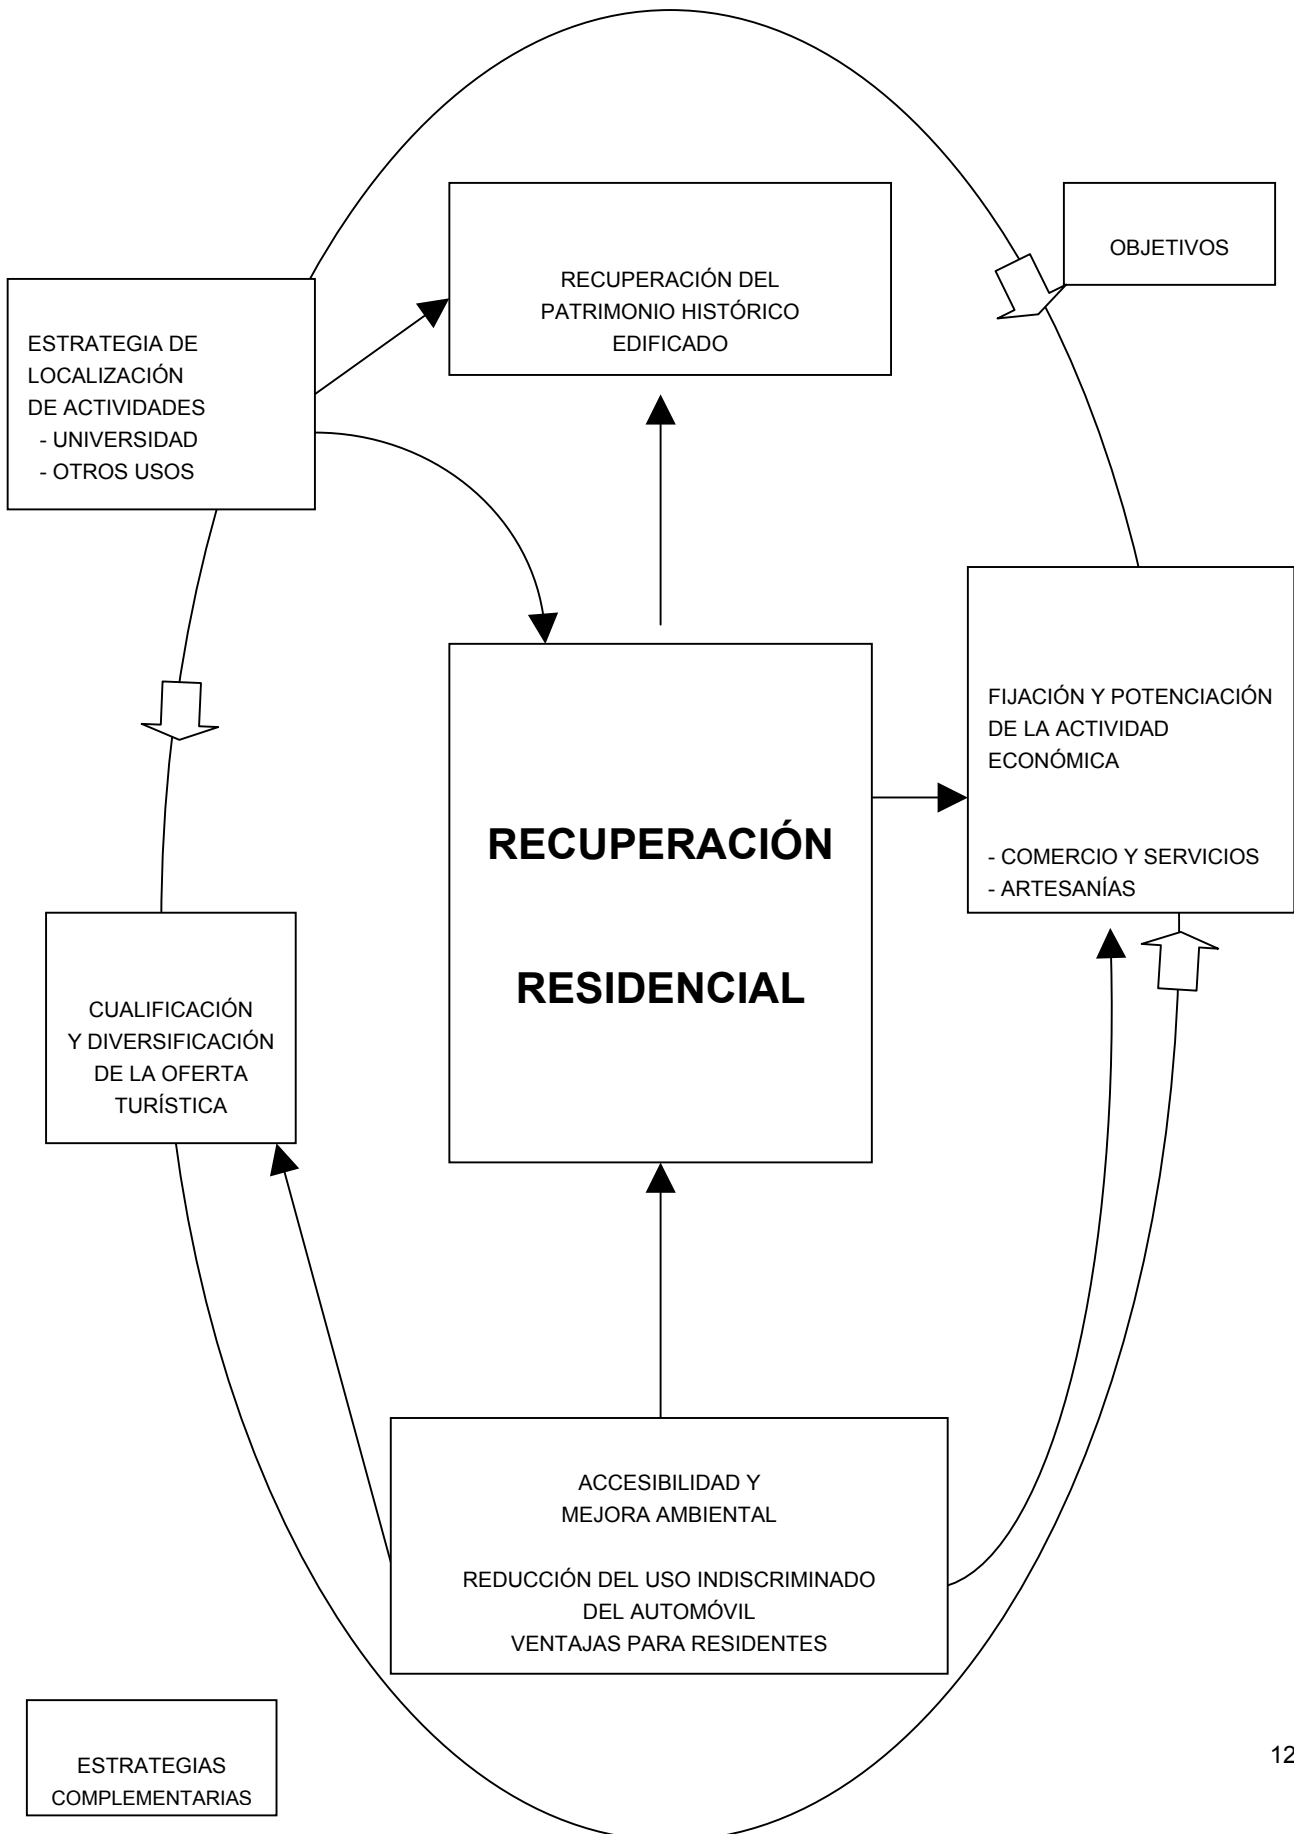 RECUPERACIÓN DEL
PATRIMONIO HISTÓRICO
EDIFICADO
OBJETIVOS
ESTRATEGIA DE
LOCALIZACIÓN
DE ACTIVIDADES
- UNIVERSIDAD
- OTROS USOS
FIJACIÓN Y POTENCIACIÓN
DE LA ACTIVIDAD
ECONÓMICA
- COMERCIO Y SERVICIOS
- ARTESANÍAS
RECUPERACIÓN
RESIDENCIAL
CUALIFICACIÓN
Y DIVERSIFICACIÓN
DE LA OFERTA
TURÍSTICA
ACCESIBILIDAD Y
MEJORA AMBIENTAL
REDUCCIÓN DEL USO INDISCRIMINADO
DEL AUTOMÓVIL
VENTAJAS PARA RESIDENTES
ESTRATEGIAS
COMPLEMENTARIAS
12